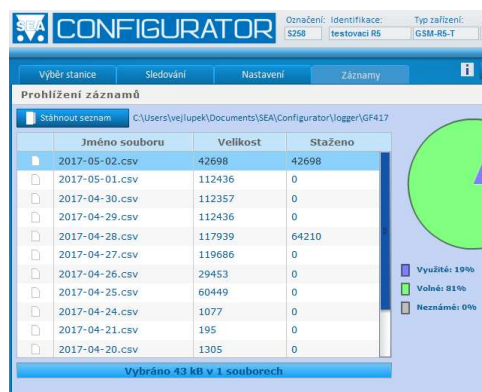 SEA CONFIGURATOR
Označení: Identifikace: Typ zařízení:
S258 testovaci R5 GSM-R5-T
Výběr stanice Sledování Nastavení Záznamy i
Prohlížení záznamů
Stáhnout seznam C:\Users\vejlupek\Documents\SEA\Configurator\logger\GF417
Jméno souboru Velikost Staženo
2017-05-02.csv 42698 42698
2017-05-01.csv 112436 0
2017-04-30.csv 112357 0
2017-04-29.csv 112436 0
2017-04-28.csv 117939 64210
2017-04-27.csv 119686 0
2017-04-26.csv 29453 0
2017-04-25.csv 60449 0
2017-04-24.csv 1077 0
2017-04-21.csv 195 0
2017-04-20.csv 1305 0
Využité: 19%
Volné: 81%
Neznámé: 0%
Vybráno 43 kB v 1 souborech